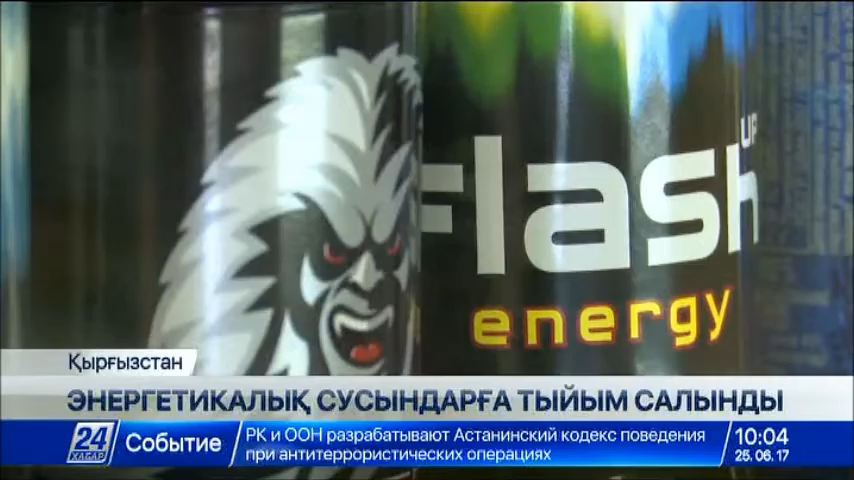 Flash
UP
energy
Қырғызстан
ЭНЕРГЕТИКАЛЫҚ СУСЫНДАРҒА ТЫЙЫМ САЛЫНДЫ
24
ХАБАР
Событие
РК и ООН разрабатывают Астанинский кодекс поведения
при антитеррористических операциях
10:04
25.06.17